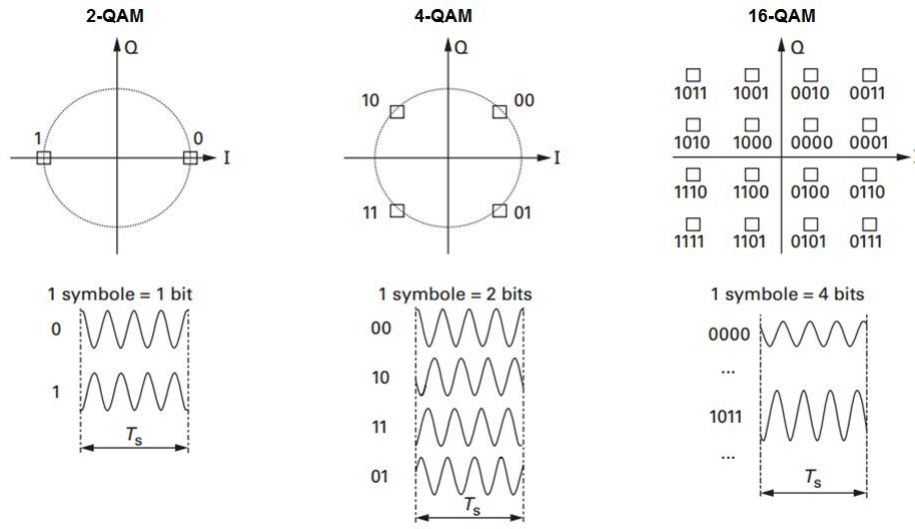 2-QAM
Q
1
0
I
1 symbole = 1 bit
0
1
Ts
4-QAM
Q
10
00
I
11
01
1 symbole = 2 bits
00
10
11
01
Ts
16-QAM
Q
1011 1001 0010 0011
1010 1000 0000 0001
I
1110 1100 0100 0110
1111 1101 0101 0111
1 symbole = 4 bits
0000
...
1011
...
Ts